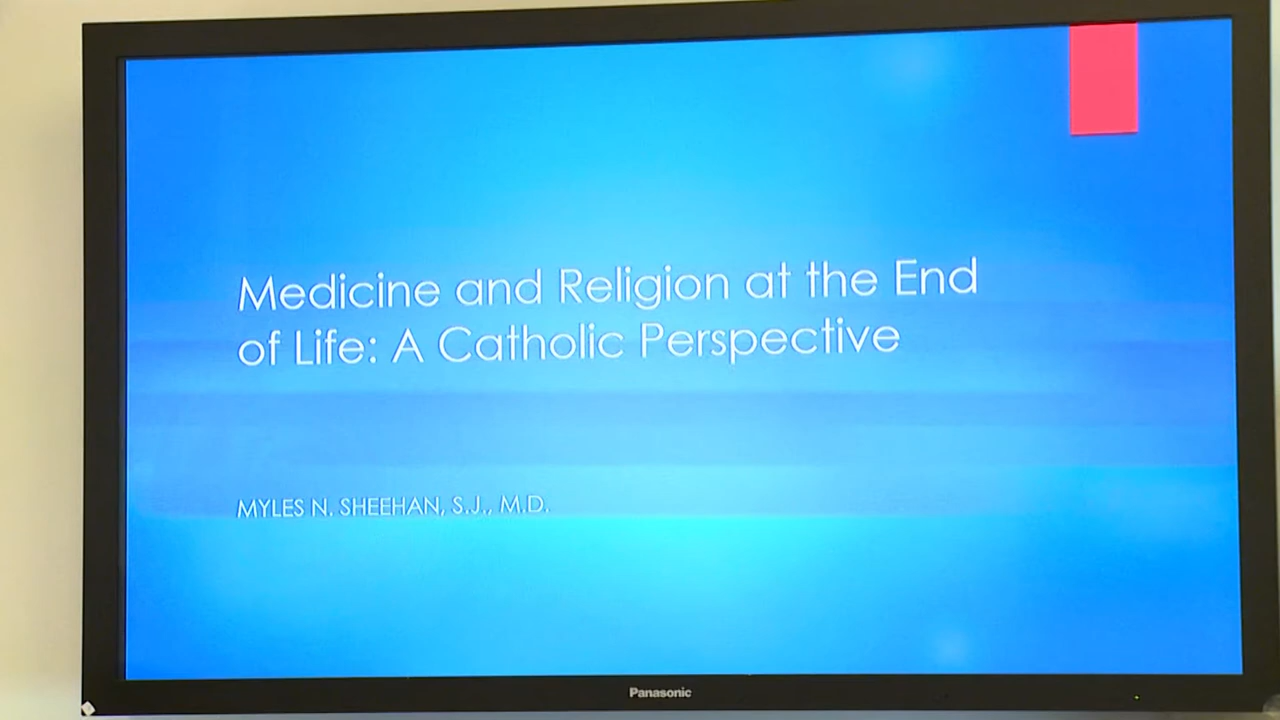 Medicine and Religion at the End
of Life: A Catholic Perspective
MYLES N. SHEEHAN, S.J., M.D.
Panasonic